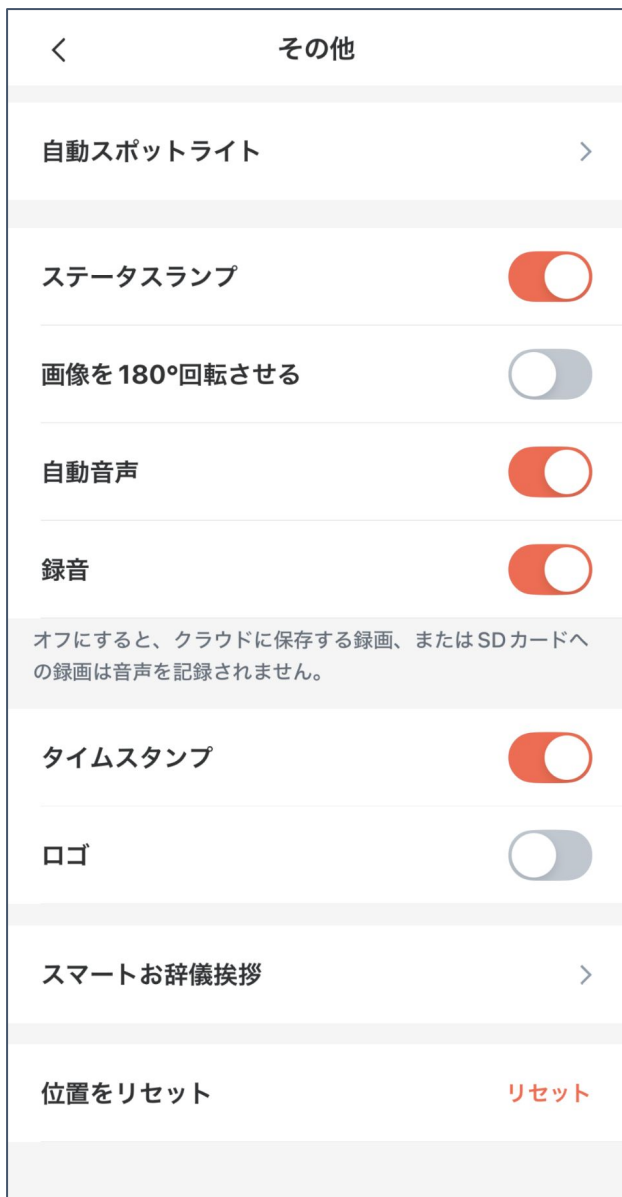 その他
自動スポットライト
ステータスランプ
画像を180°回転させる
自動音声
録音
オフにすると、クラウドに保存する録画、またはSDカードへ
の録画は音声を記録されません。
タイムスタンプ
ロゴ
スマートお辞儀挨拶
位置をリセット リセット